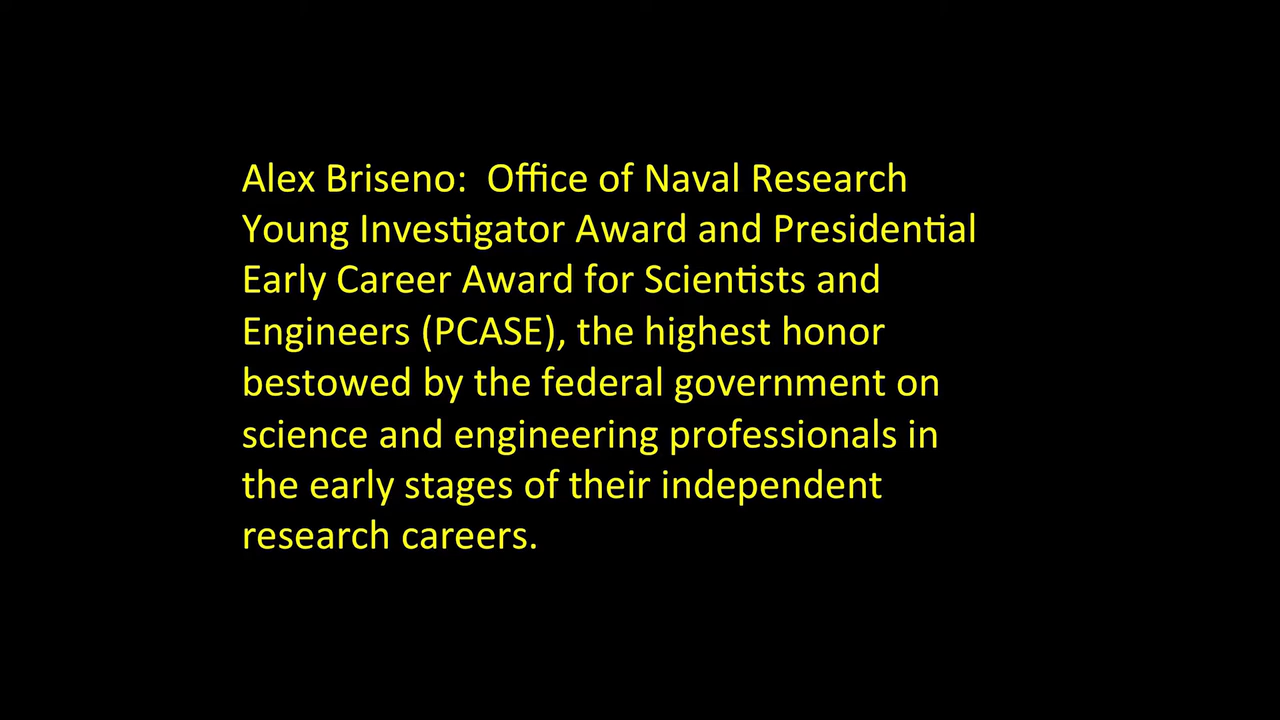 Alex Briseno:  Office of Naval Research
Young Investigator Award and Presidential
Early Career Award for Scientists and
Engineers (PCASE), the highest honor
bestowed by the federal government on
science and engineering professionals in
the early stages of their independent
research careers.